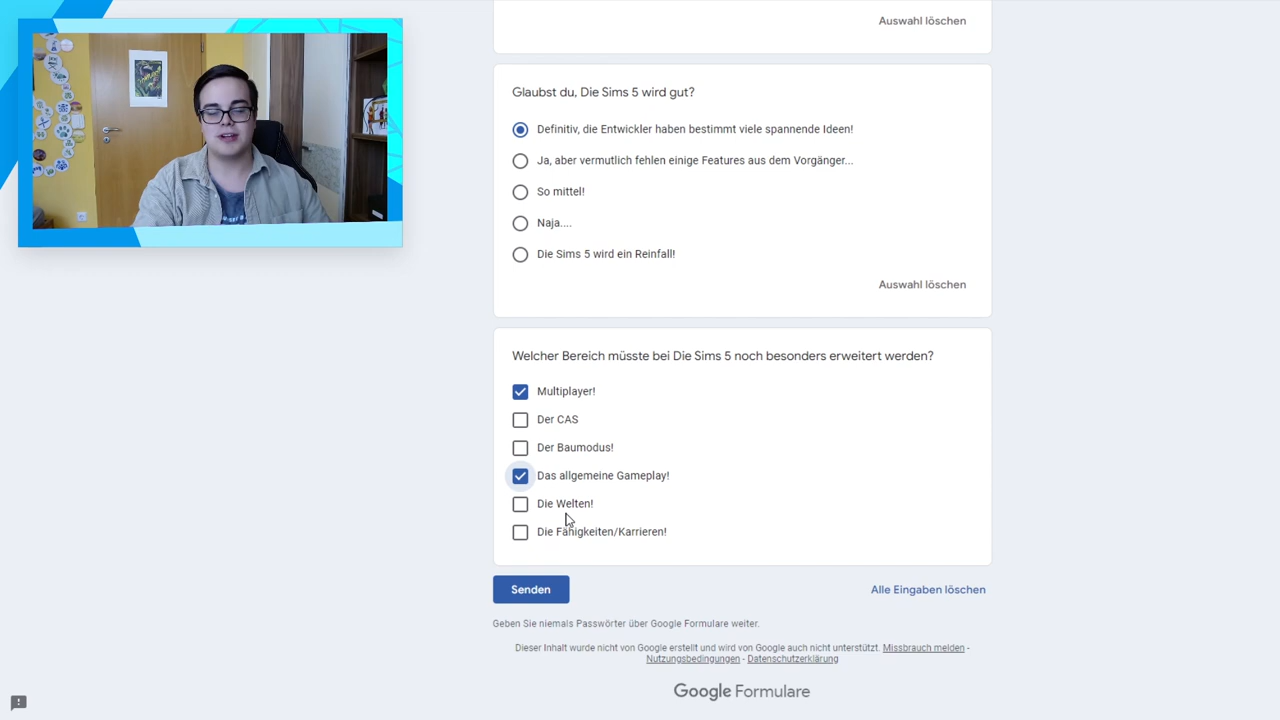 Auswahl löschen
Glaubst du, Die Sims 5 wird gut?
Definitiv, die Entwickler haben bestimmt viele spannende Ideen!
Ja, aber vermutlich fehlen einige Features aus dem Vorgänger...
So mittel!
Naja....
Die Sims 5 wird ein Reinfall!
Auswahl löschen
Welcher Bereich müsste bei Die Sims 5 noch besonders erweitert werden?
Multiplayer!
Der CAS
Der Baumodus!
Das allgemeine Gameplay!
Die Welten!
Die Fähigkeiten/Karrieren!
Senden
Alle Eingaben löschen
Geben Sie niemals Passwörter über Google Formulare weiter.
Dieser Inhalt wurde nicht von Google erstellt und wird von Google auch nicht unterstützt. Missbrauch melden -
Nutzungsbedingungen - Datenschutzerklärung
Google Formulare